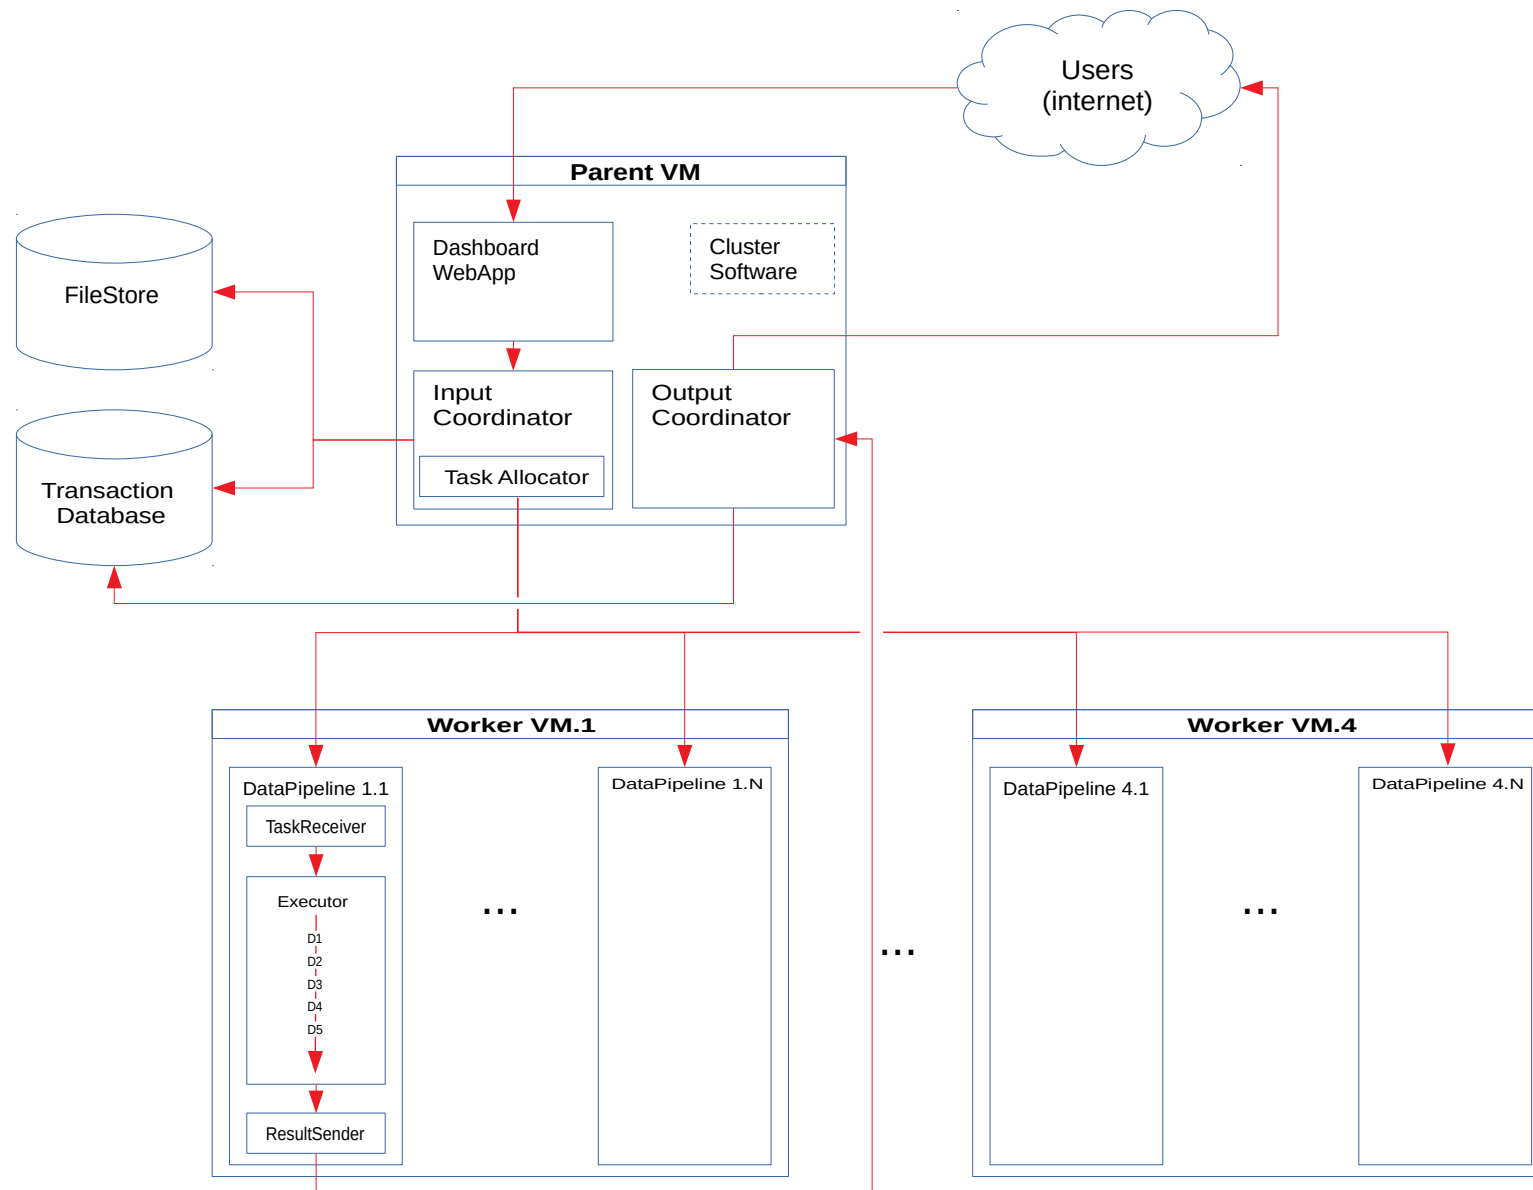 Users
(internet)
Parent VM
Dashboard
WebApp
Cluster
Software
FileStore
Input
Coordinator
Output
Coordinator
Task Allocator
Transaction
Database
Worker VM.1
Worker VM.4
DataPipeline 1.1
DataPipeline 1.N
DataPipeline 4.1
DataPipeline 4.N
TaskReceiver
Executor
D1
D2
D3
D4
D5
...
...
...
ResultSender